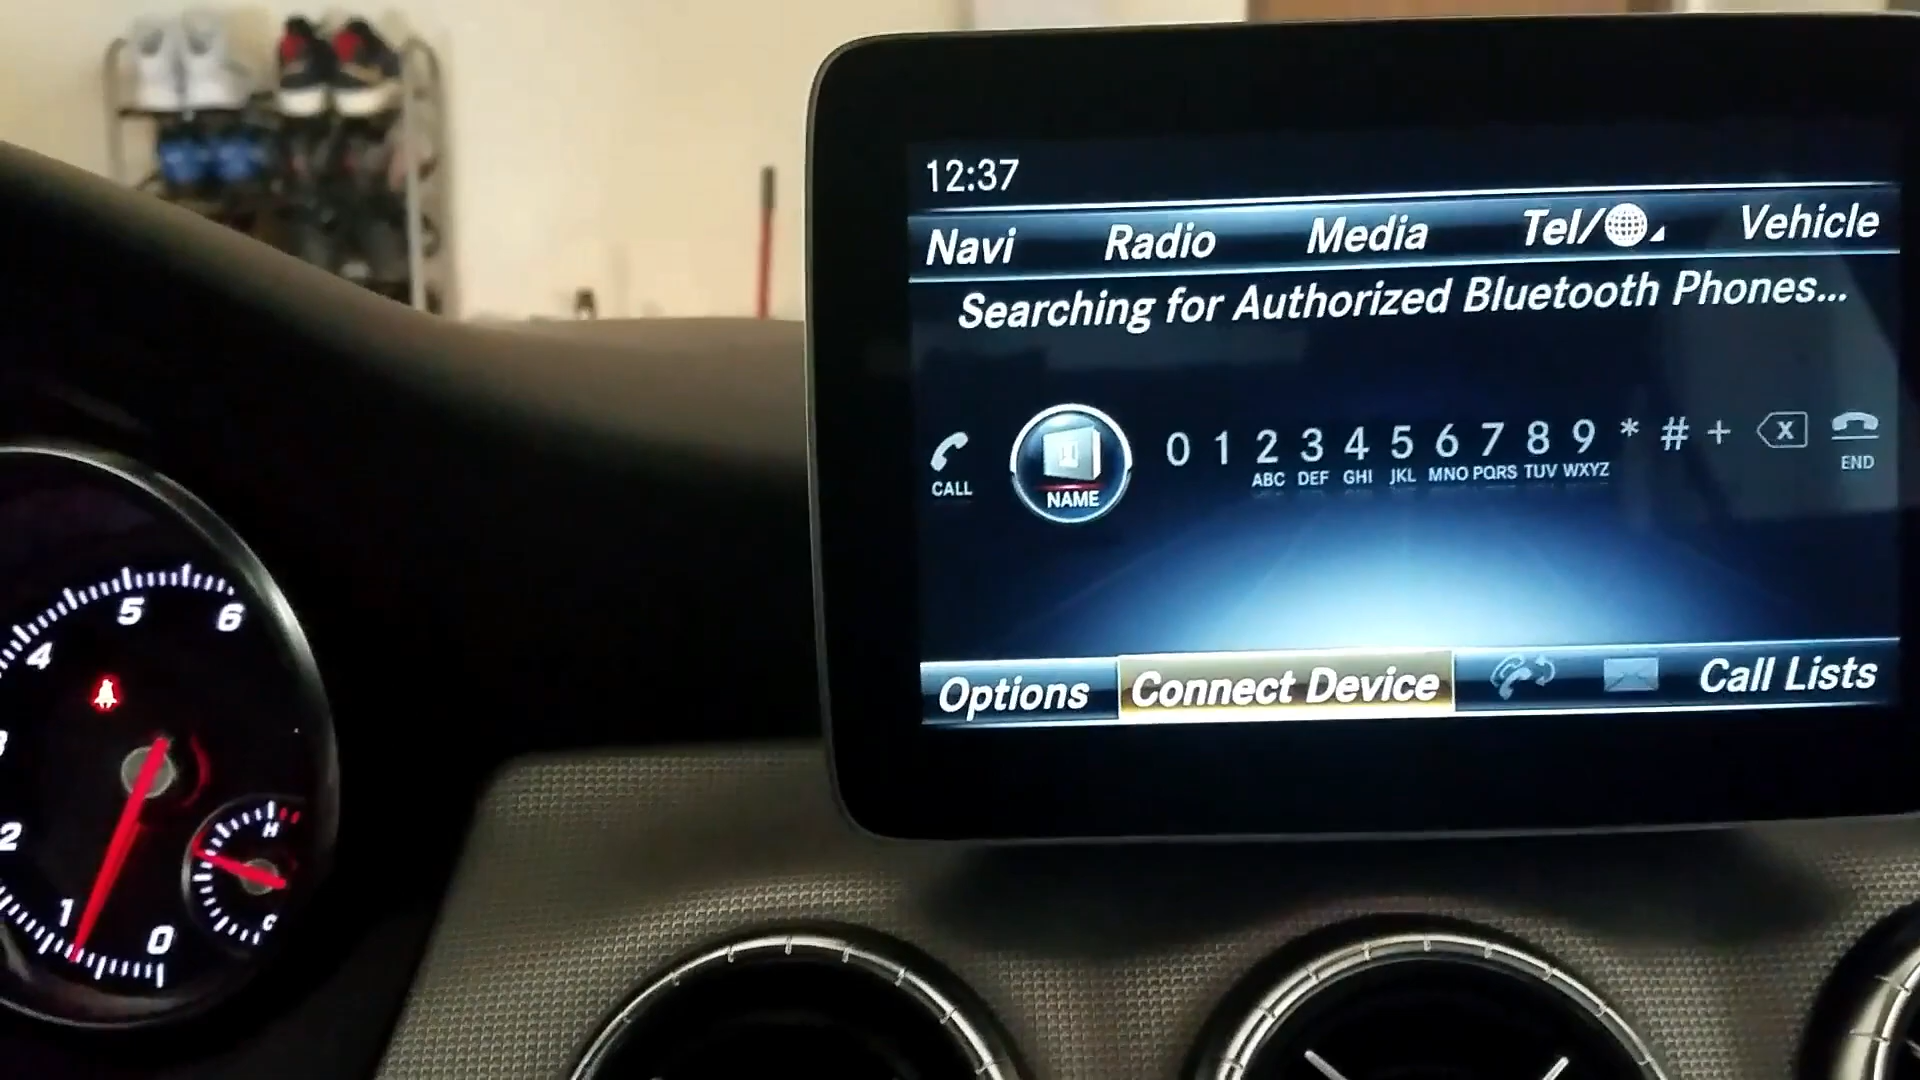 12:37
Navi Radio Media Tel/ Vehicle
Searching for Authorized Bluetooth Phones...
0 1 2 3 4 5 6 7 8 9 * # + X
ABC DEF GHI JKL MNO PQRS TUV WXYZ
CALL NAME END
Options Connect Device Call Lists
6
5
4
3
2
1
0
H
C